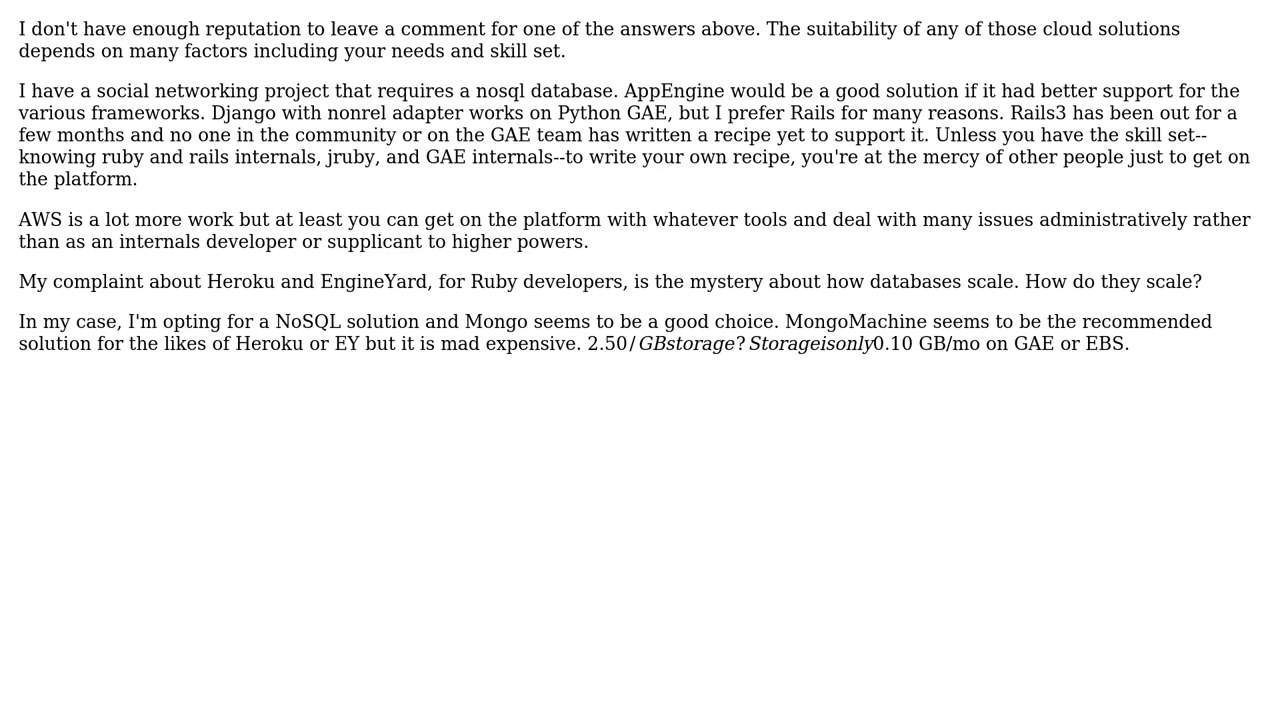 I don't have enough reputation to leave a comment for one of the answers above. The suitability of any of those cloud solutions
depends on many factors including your needs and skill set.
I have a social networking project that requires a nosql database. AppEngine would be a good solution if it had better support for the
various frameworks. Django with nonrel adapter works on Python GAE, but I prefer Rails for many reasons. Rails3 has been out for a
few months and no one in the community or on the GAE team has written a recipe yet to support it. Unless you have the skill set--
knowing ruby and rails internals, jruby, and GAE internals--to write your own recipe, you're at the mercy of other people just to get on
the platform.
AWS is a lot more work but at least you can get on the platform with whatever tools and deal with many issues administratively rather
than as an internals developer or supplicant to higher powers.
My complaint about Heroku and EngineYard, for Ruby developers, is the mystery about how databases scale. How do they scale?
In my case, I'm opting for a NoSQL solution and Mongo seems to be a good choice. MongoMachine seems to be the recommended
solution for the likes of Heroku or EY but it is mad expensive. 2.50/GBstorage?Storageisonly0.10 GB/mo on GAE or EBS.